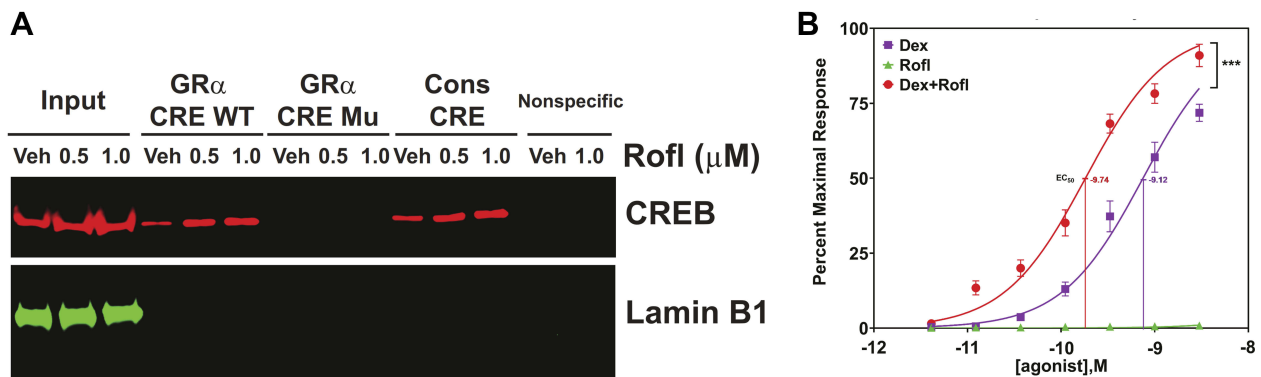 A
Input
GRα
CRE WT
GRα
CRE Mu
Cons
CRE
Nonspecific
Veh 0.5 1.0 Veh 0.5 1.0 Veh 0.5 1.0 Veh 0.5 1.0 Veh 1.0 Rofl (μM)
CREB
Lamin B1
B
Percent Maximal Response
100
75
50
25
0
Dex
Rofl
Dex+Rofl
***
EC50 -9.74 -9.12
-12 -11 -10 -9 -8
[agonist],M